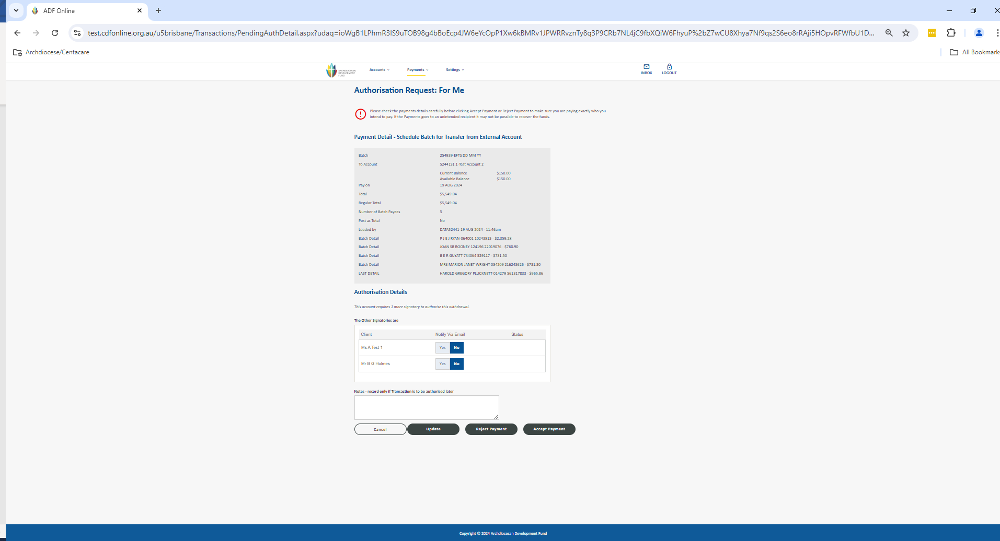 ADF Online
test.cdfonline.org.au/u5brisbane/Transactions/PendingAuthDetail.aspx?udaq=ioWgB1LPhmR3IS9uTOB98g4bBoEcp4JW6eYcOpP1Xw6kBMRv1JPWRRvznTy8q3P9CRb7NL4jC9fbXQiW6FhyuP%2bZ7wCU8Xhya7Nf9qs2S6eo8rRAji5HOpvRFWfbU1D...
Archdiocese/Centacare
All Bookmarks
ARCHDIOCESAN
DEVELOPMENT
FUND
Accounts
Payments
Settings
INBOX
LOGOUT
Authorisation Request: For Me
Please check the payments details carefully before clicking Accept Payment or Reject Payment to make sure you are paying exactly who you
intend to pay. If the Payments goes to an unintended recipient it may not be possible to recover the funds.
Payment Detail - Schedule Batch for Transfer from External Account
Batch 254939 EFTS DD MM YY
To Account 52441S1.1 Test Account 2
Current Balance $150.00
Available Balance $150.00
Pay on 19 AUG 2024
Total $5,549.04
Regular Total $5,549.04
Number of Batch Payees 5
Post as Total No
Loaded by DATA52441 19 AUG 2024 - 11:46am
Batch Detail P J E J RYAN 064001 10243815 - $2,359.28
Batch Detail JOAN SB ROONEY 124196 22019076 - $760.90
Batch Detail B E R GUYATT 734064 529117 - $731.50
Batch Detail MRS MARION JANET WRIGHT 084209 216243626 - $731.50
LAST DETAIL HAROLD GREGORY PLUCKNETT 014279 561317833 - $965.86
Authorisation Details
This account requires 1 more signatory to authorise this withdrawal.
The Other Signatories are
Client Notify Via Email Status
Ms A Test 1 Yes No
Mr B G Holmes Yes No
Notes - record only if Transaction is to be authorised later
Cancel Update Reject Payment Accept Payment
Copyright © 2024 Archdiocesan Development Fund